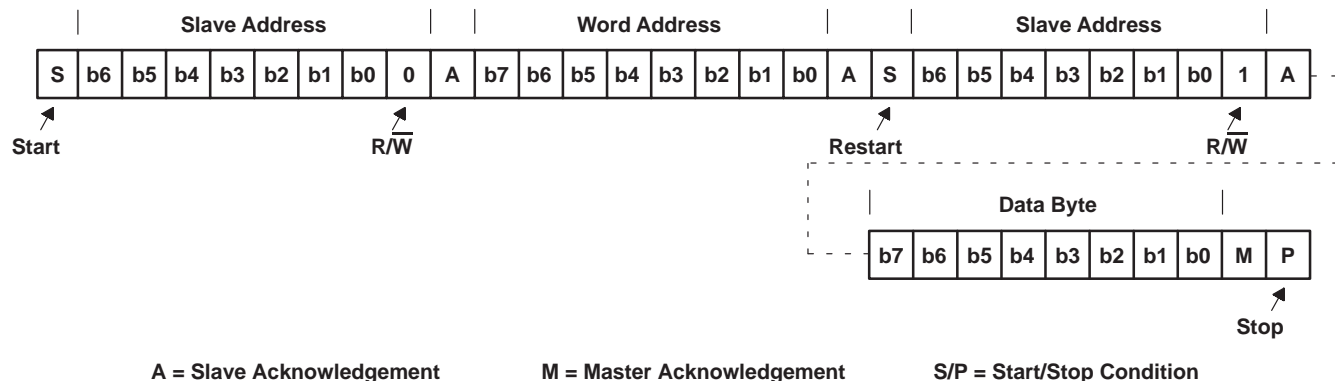 Slave Address Word Address Slave Address
S b6 b5 b4 b3 b2 b1 b0 0 A b7 b6 b5 b4 b3 b2 b1 b0 A S b6 b5 b4 b3 b2 b1 b0 1 A
Start R/W̅ Restart R/W̅
Data Byte
b7 b6 b5 b4 b3 b2 b1 b0 M P
Stop
A = Slave Acknowledgement M = Master Acknowledgement S/P = Start/Stop Condition